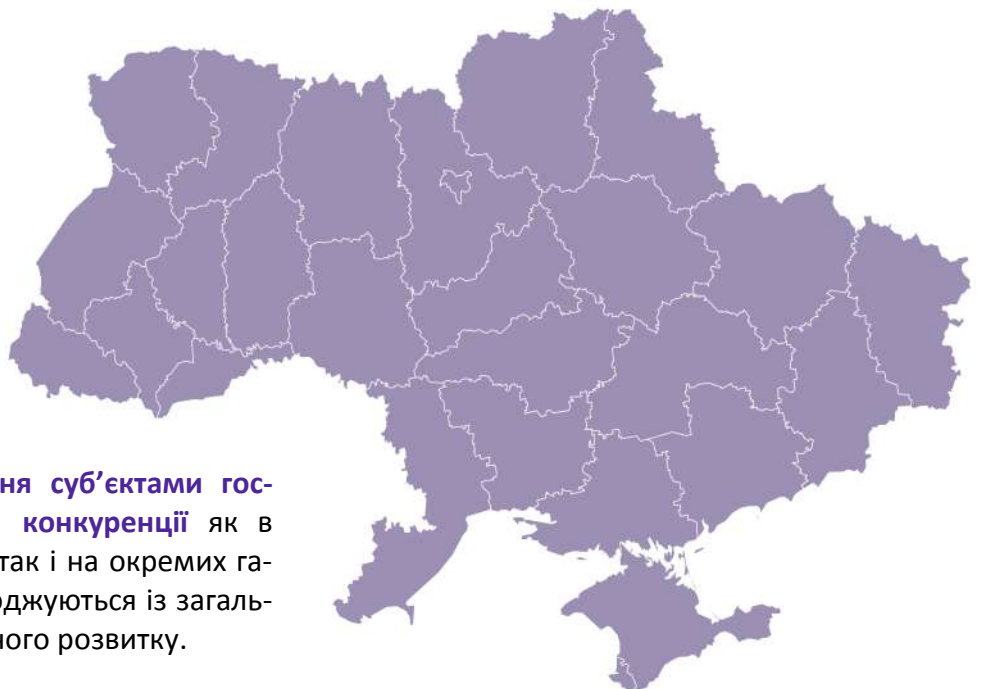 ня суб’єктами гос-
конкуренції як в
так і на окремих га-
оджуються із загаль-
ного розвитку.